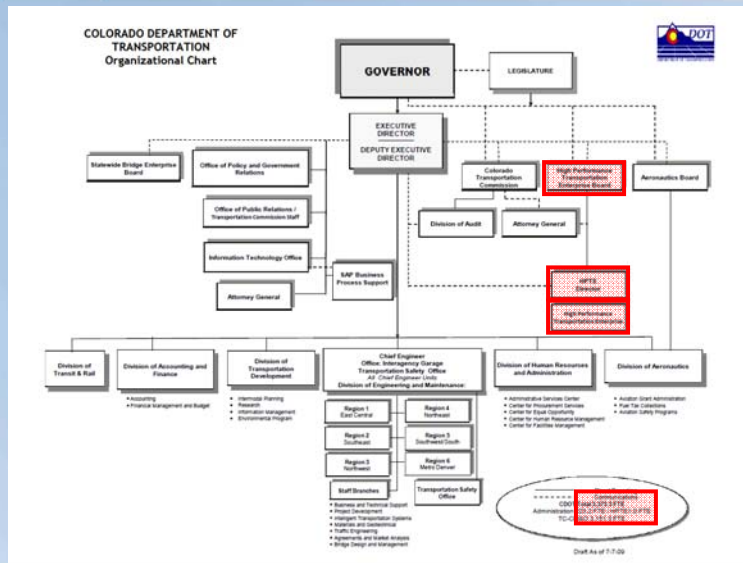 COLORADO DEPARTMENT OF
TRANSPORTATION
Organizational Chart
DOT
GOVERNOR
LEGISLATURE
EXECUTIVE
DIRECTOR
DEPUTY EXECUTIVE
DIRECTOR
Statewide Bridge Enterprise
Board
Office of Policy and Government
Relations
Colorado
Transportation
Commission
High Performance
Transportation
Enterprise Board
Aeronautics Board
Office of Public Relations /
Transportation Commission Staff
Division of Audit
Attorney General
Information Technology Office
SAP Business
Process Support
Attorney General
HPTE
Director
High Performance
Transportation Enterprise
Division of
Transit & Rail
Division of Accounting and
Finance
Division of
Transportation
Development
Chief Engineer
Office: Interagency Garage
Transportation Safety Office
All Chief Engineer Units
Division of Engineering and Maintenance:
Division of Human Resources
and Administration
Division of Aeronautics
• Accounting
• Financial Management and Budget
• Intermodal Planning
• Research
• Information Management
• Environmental Program
• Administrative Services Center
• Center for Procurement Services
• Center for Equal Opportunity
• Center for Human Resource Management
• Center for Facilities Management
• Aviation Grant Administration
• Fuel Tax Collections
• Aviation Safety Programs
Region 1
East Central
Region 4
Northeast
Region 2
Southeast
Region 5
Southwest/South
Region 3
Northwest
Region 6
Metro Denver
Staff Branches
Transportation Safety
Office
• Business and Technical Support
• Project Development
• Intelligent Transportation Systems
• Materials and Geotechnical
• Traffic Engineering
• Agreements and Market Analysis
• Bridge Design and Management
Communications
CDOT Total FTE
Administration
Draft As of 7-7-09